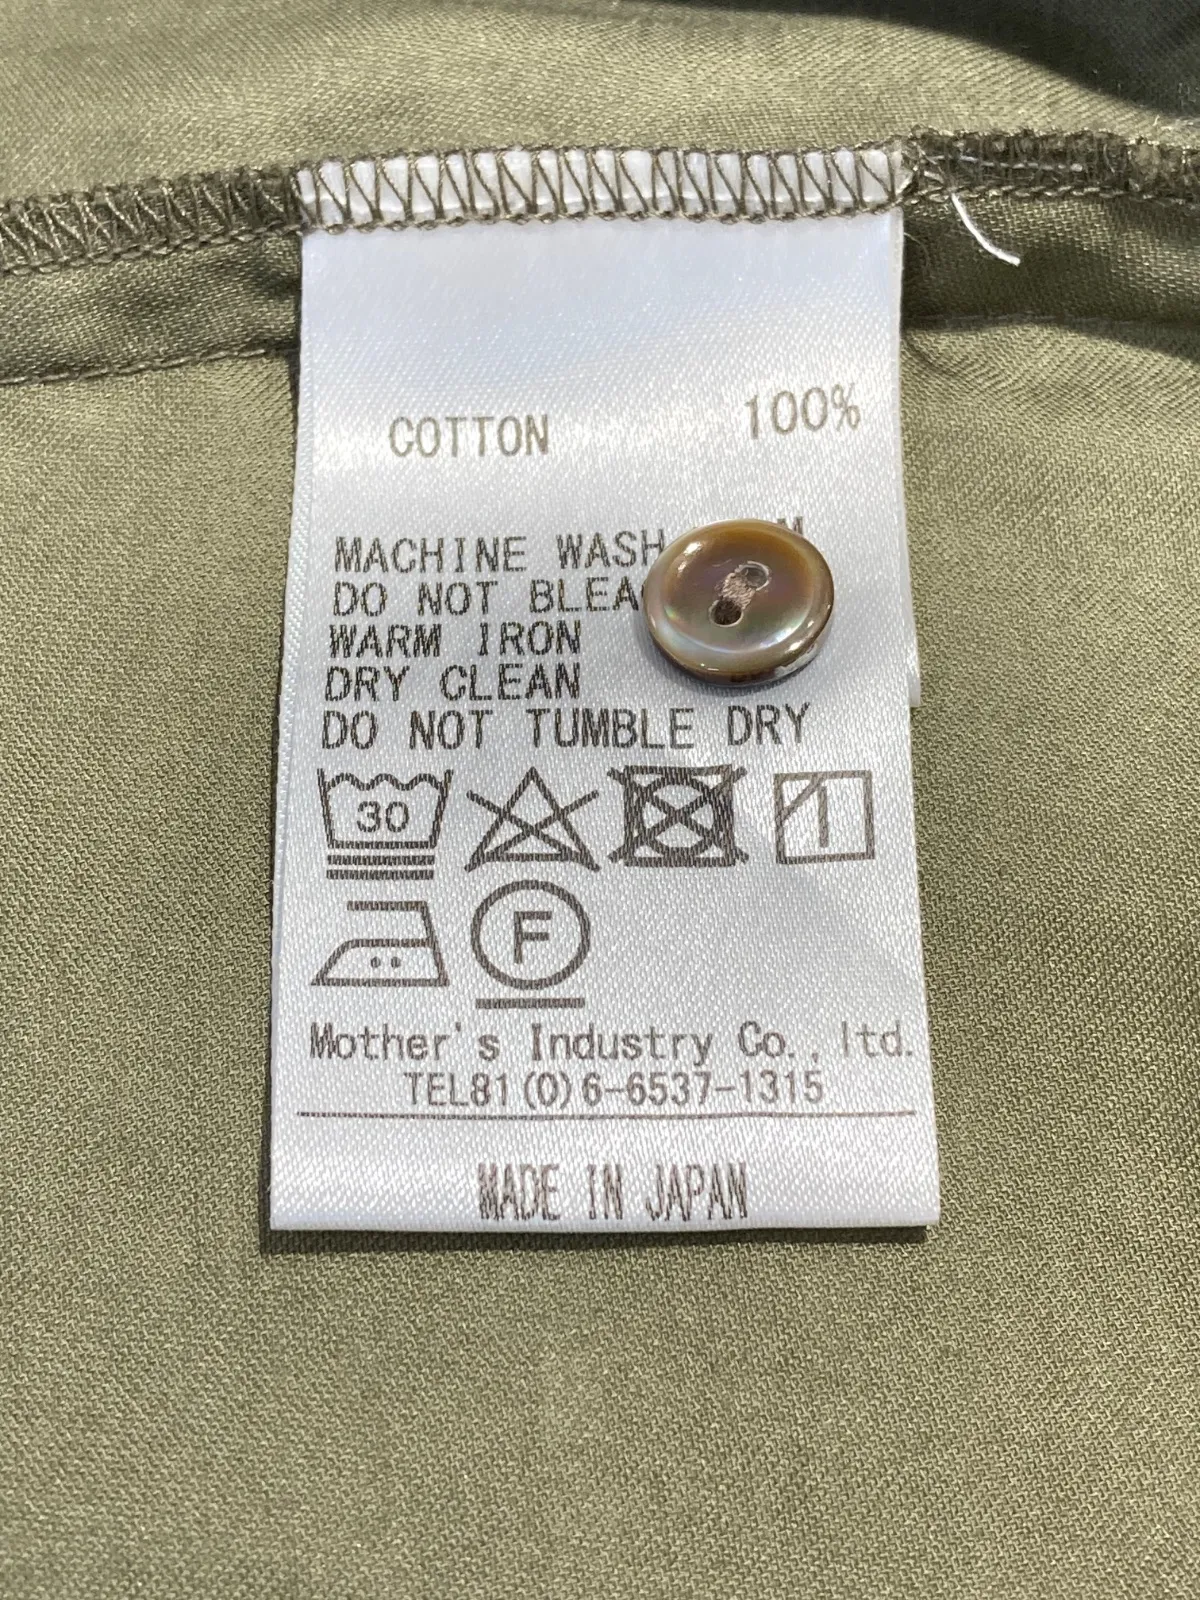 COTTON 100%
MACHINE WASH
DO NOT
WARM IRON
DRY CLEAN
DO NOT TUMBLE DRY
30
F
Mother's Industry Co., ltd.
TEL81(0)6-6537-1315
MADE IN JAPAN